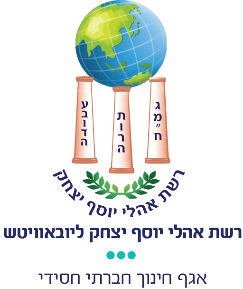 עבודה
תורה
גמ"ח
רשת אהלי יוסף יצחק
רשת אהלי יוסף יצחק ליובאוויטש
אגף חינוך חברתי חסידי